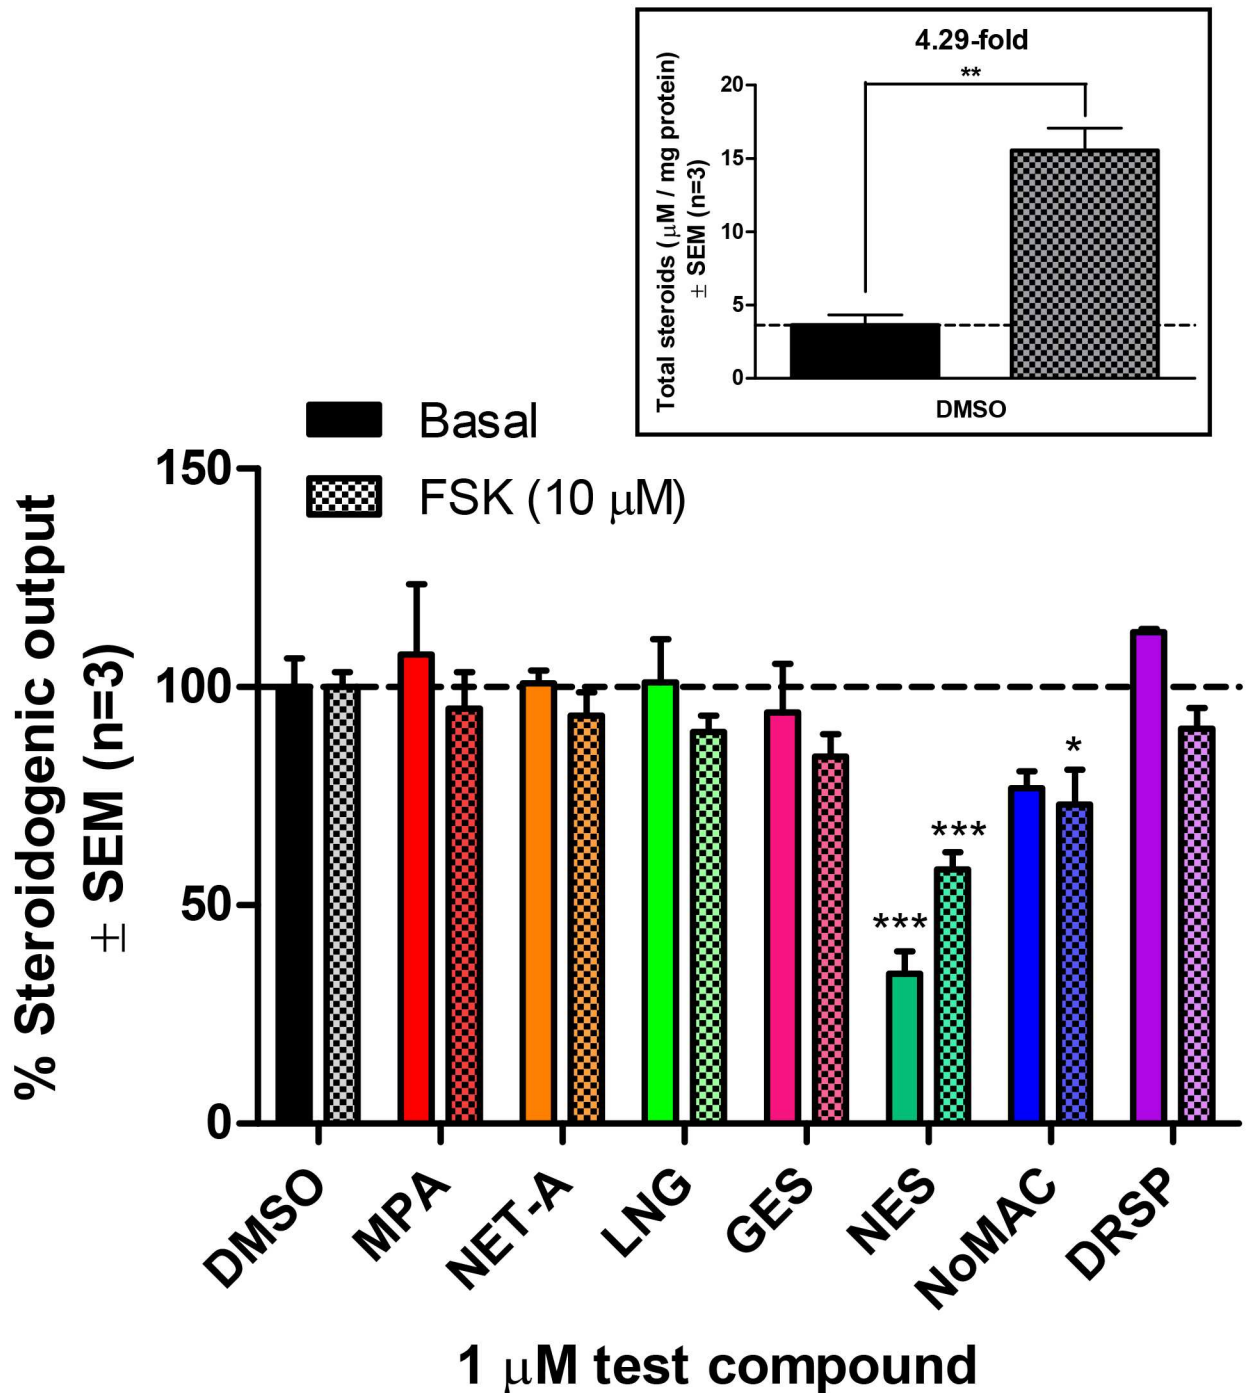 4.29-fold
**
Total steroids (μM / mg protein)
± SEM (n=3)
20
15
10
5
0
DMSO
Basal
FSK (10 μM)
% Steroidogenic output
± SEM (n=3)
150
100
50
0
***
***
*
DMSO
MPA
NET-A
LNG
GES
NES
NoMAC
DRSP
1 μM test compound